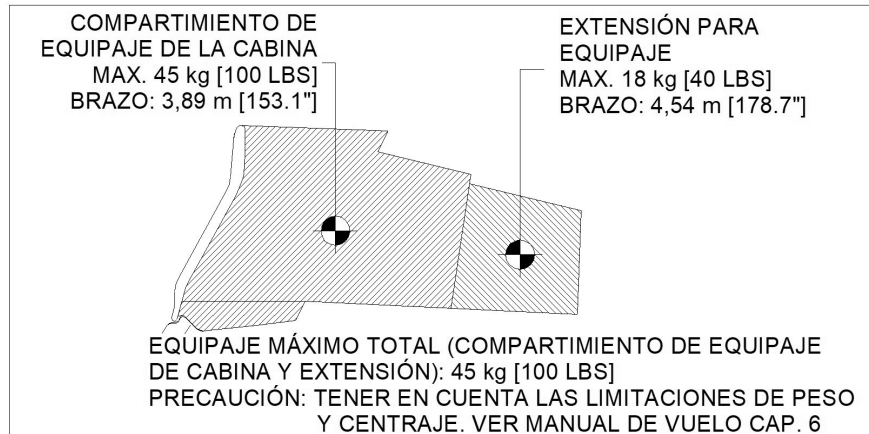 COMPARTIMIENTO DE
EQUIPAJE DE LA CABINA
MAX. 45 kg [100 LBS]
BRAZO: 3,89 m [153.1"]
EXTENSIÓN PARA
EQUIPAJE
MAX. 18 kg [40 LBS]
BRAZO: 4,54 m [178.7"]
EQUIPAJE MÁXIMO TOTAL (COMPARTIMIENTO DE EQUIPAJE
DE CABINA Y EXTENSIÓN): 45 kg [100 LBS]
PRECAUCIÓN: TENER EN CUENTA LAS LIMITACIONES DE PESO
Y CENTRAJE. VER MANUAL DE VUELO CAP. 6